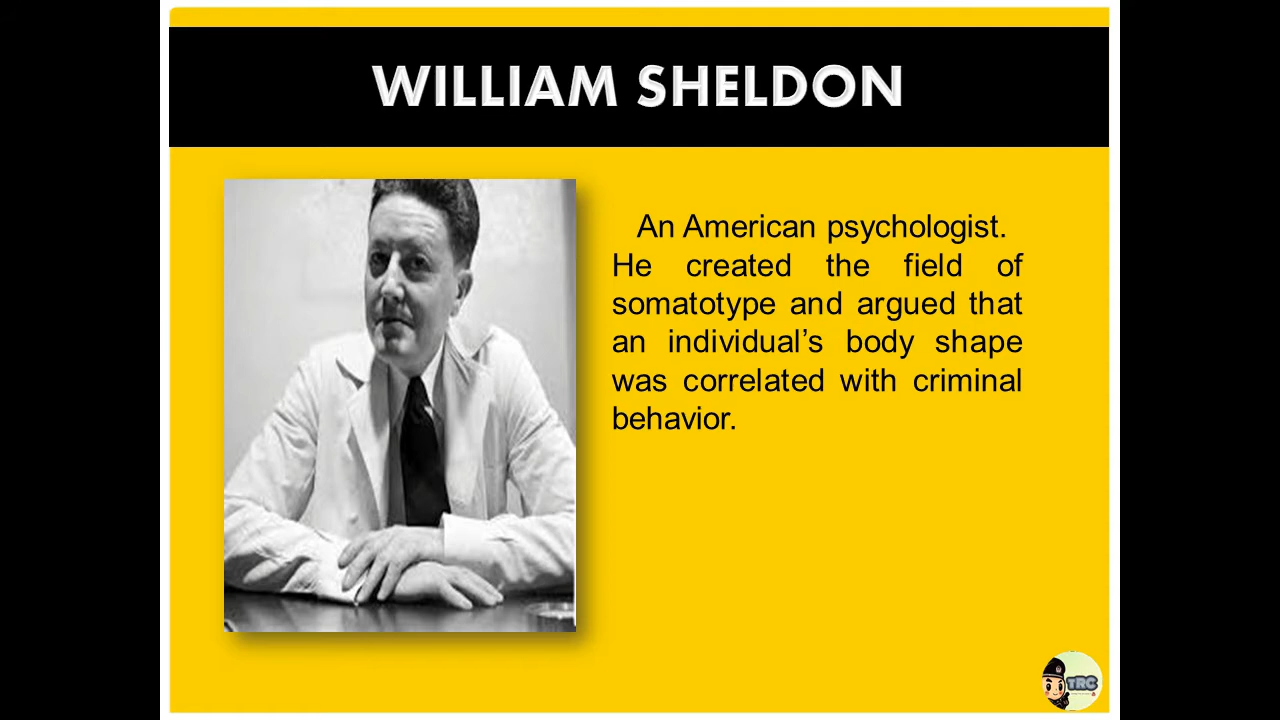 WILLIAM SHELDON
An American psychologist.
He created the field of
somatotype and argued that
an individual’s body shape
was correlated with criminal
behavior.
TRC